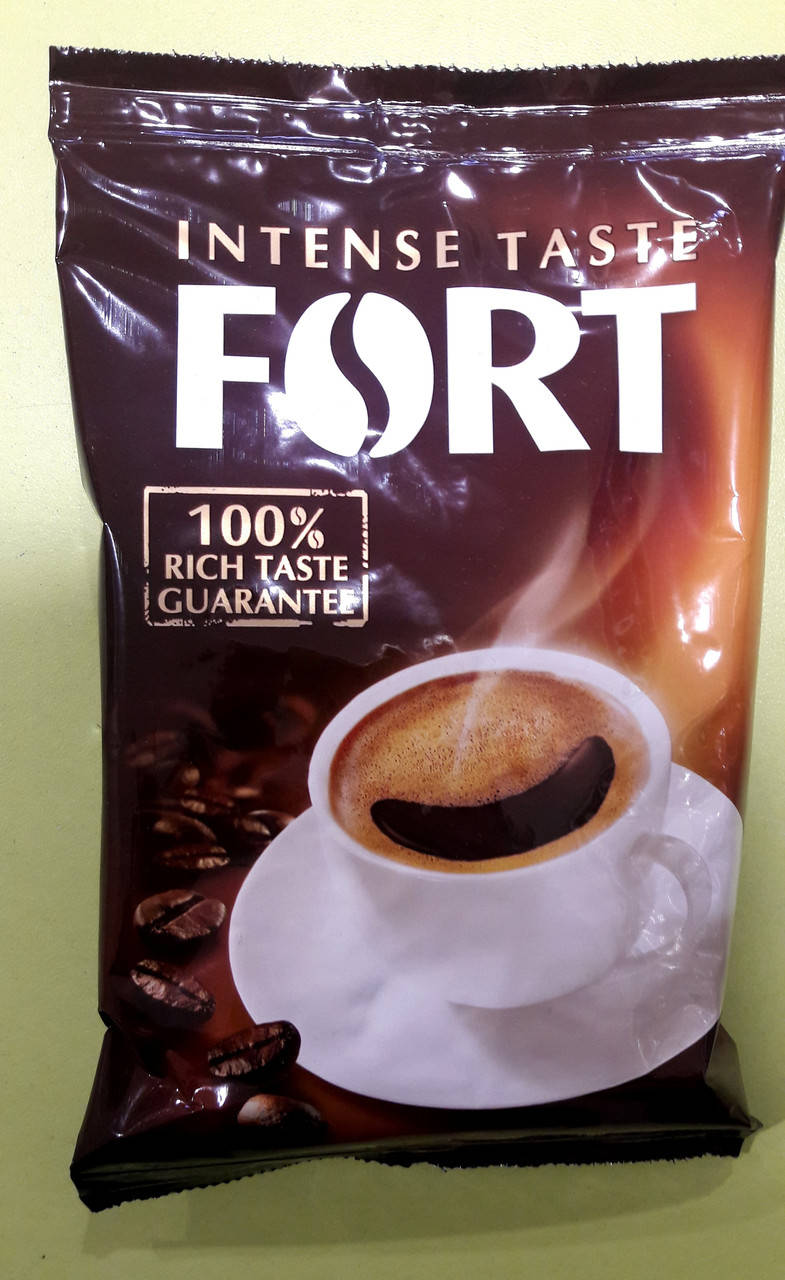 INTENSE TASTE
FORT
100%
RICH TASTE
GUARANTEE